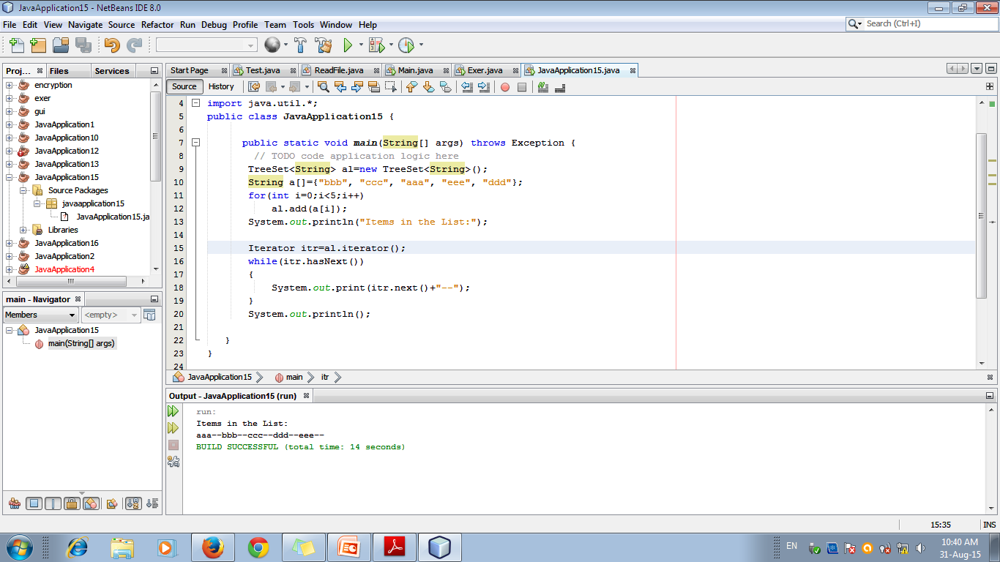 JavaApplication15 - NetBeans IDE 8.0
File Edit View Navigate Source Refactor Run Debug Profile Team Tools Window Help
Search (Ctrl+I)
Proj... Files Services
encryption
exer
gui
JavaApplication1
JavaApplication10
JavaApplication12
JavaApplication13
JavaApplication15
Source Packages
javaapplication15
JavaApplication15.ja
Libraries
JavaApplication16
JavaApplication2
JavaApplication4
main - Navigator
Members <empty>
JavaApplication15
main(String[] args)
Start Page Test.java ReadFile.java Main.java Exer.java JavaApplication15.java
Source History
4 import java.util.*;
5 public class JavaApplication15 {
6
7 public static void main(String[] args) throws Exception {
8 // TODO code application logic here
9 TreeSet<String> al=new TreeSet<String>();
10 String a[]={"bbb", "ccc", "aaa", "eee", "ddd"};
11 for(int i=0;i<5;i++)
12 al.add(a[i]);
13 System.out.println("Items in the List:");
14
15 Iterator itr=al.iterator();
16 while(itr.hasNext())
17 {
18 System.out.print(itr.next()+"--");
19 }
20 System.out.println();
21
22 }
23 }
24
JavaApplication15 main itr
Output - JavaApplication15 (run)
run:
Items in the List:
aaa--bbb--ccc--ddd--eee--
BUILD SUCCESSFUL (total time: 14 seconds)
15:35 INS
EN
10:40 AM
31-Aug-15